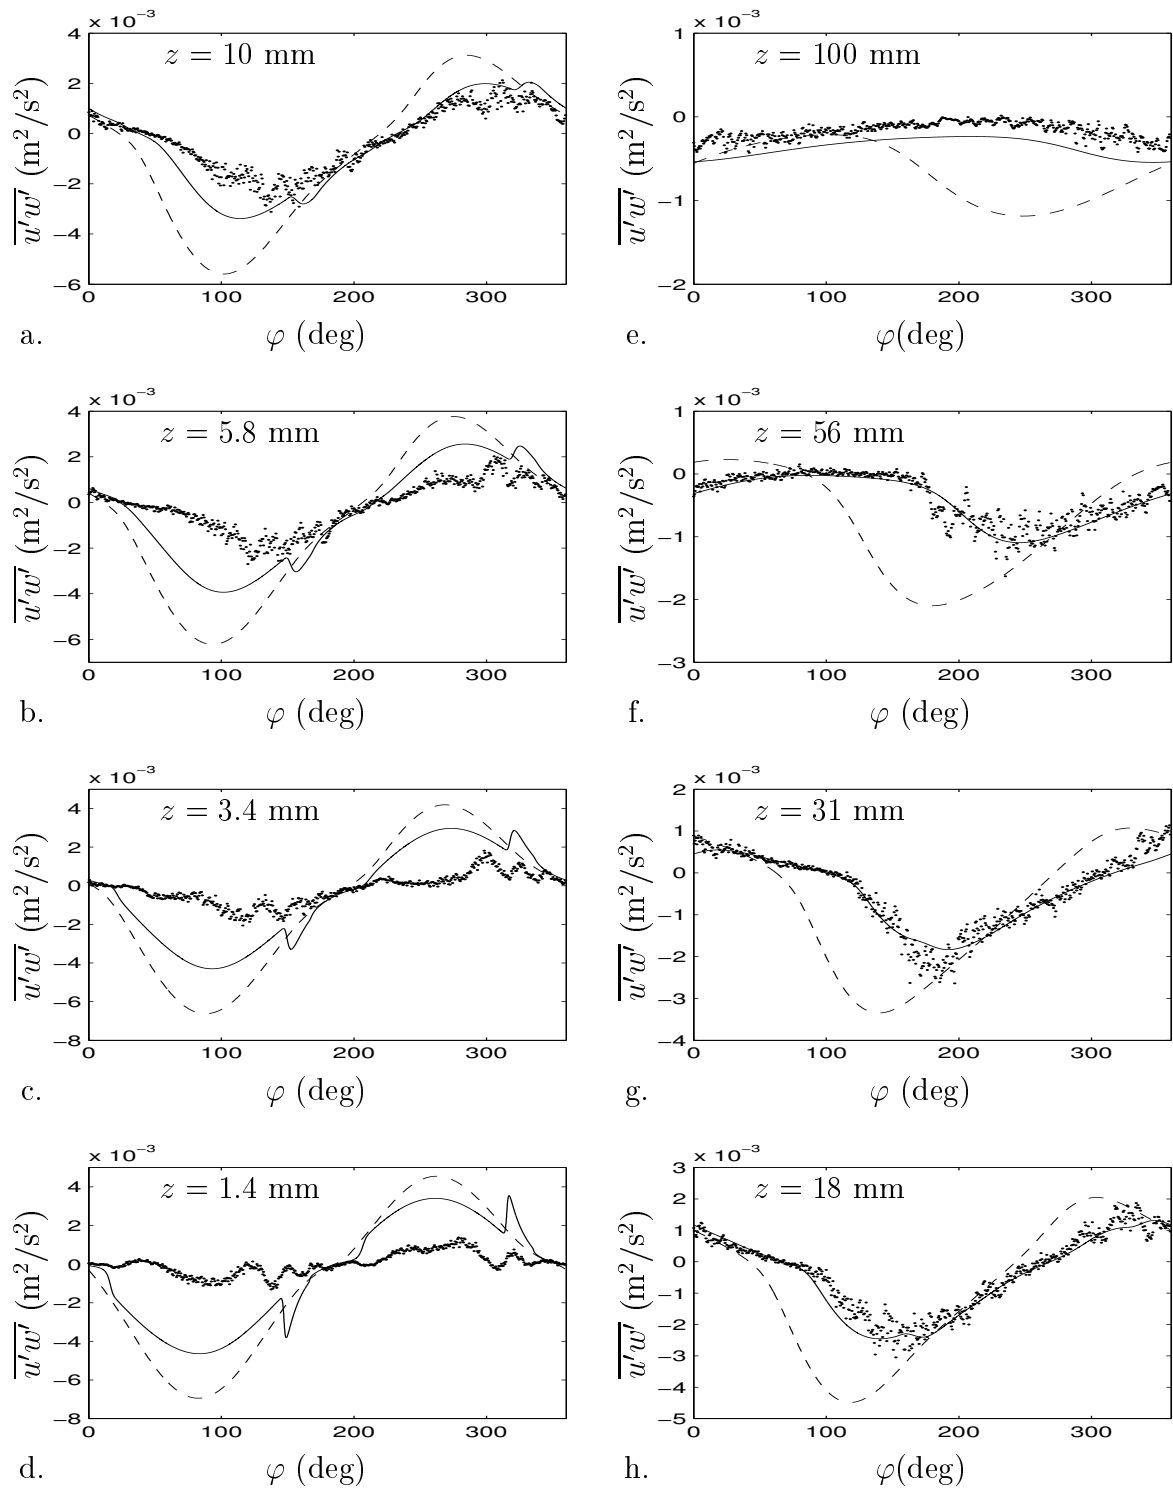 × 10⁻³
z = 10 mm
4
2
0
−2
−4
−6
u′w′ (m²/s²)
0 100 200 300
a. φ (deg)
× 10⁻³
z = 100 mm
1
0
−1
−2
u′w′ (m²/s²)
0 100 200 300
e. φ(deg)
× 10⁻³
z = 5.8 mm
4
2
0
−2
−4
−6
u′w′ (m²/s²)
0 100 200 300
b. φ (deg)
× 10⁻³
z = 56 mm
1
0
−1
−2
−3
u′w′ (m²/s²)
0 100 200 300
f. φ (deg)
× 10⁻³
z = 3.4 mm
4
2
0
−2
−4
−6
−8
u′w′ (m²/s²)
0 100 200 300
c. φ (deg)
× 10⁻³
z = 31 mm
2
1
0
−1
−2
−3
−4
u′w′ (m²/s²)
0 100 200 300
g. φ (deg)
× 10⁻³
z = 1.4 mm
4
2
0
−2
−4
−6
−8
u′w′ (m²/s²)
0 100 200 300
d. φ (deg)
× 10⁻³
z = 18 mm
3
2
1
0
−1
−2
−3
−4
−5
u′w′ (m²/s²)
0 100 200 300
h. φ(deg)